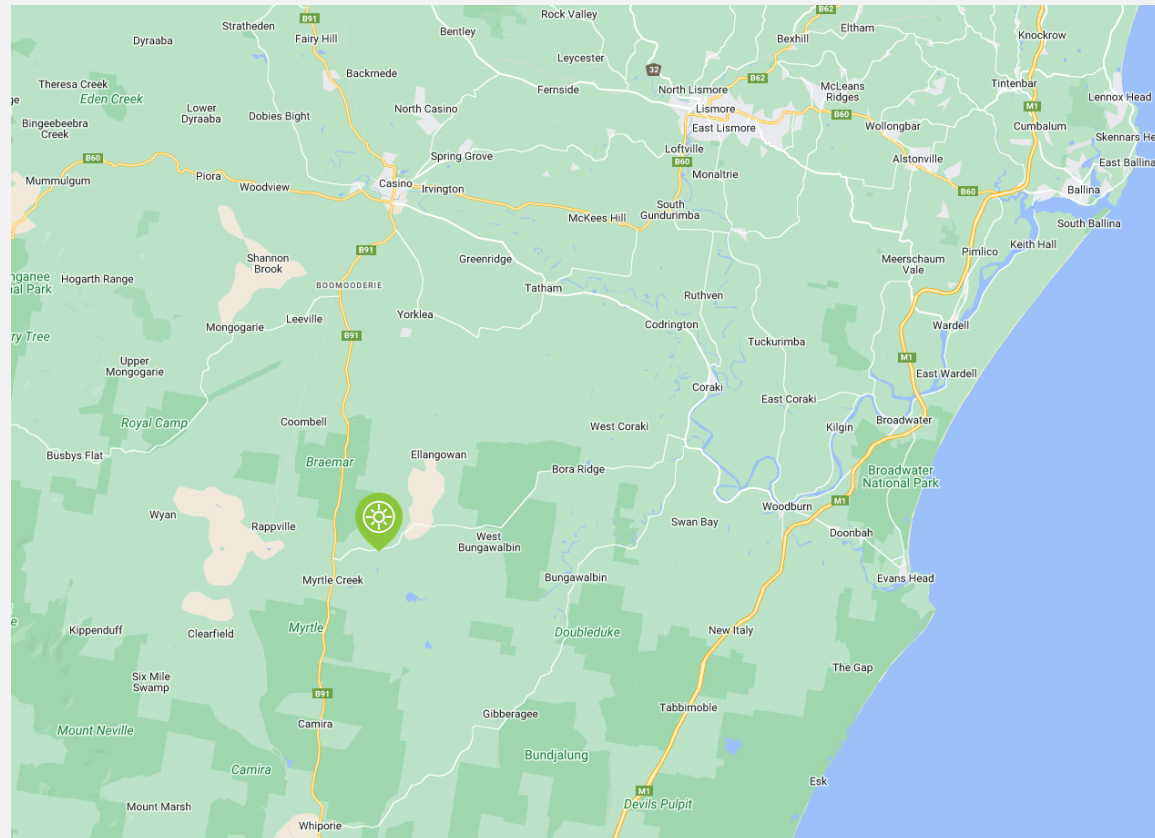 Rock Valley
B62
B91
Stratheden
Bentley
Eltham
Fairy Hill
Bexhill
Knockrow
Dyraaba
Leycester
32
Backmede
B62
Tintenbar
Theresa Creek
Fernside
North Lismore
McLeans
Ridges
Lennox Head
ge
Eden Creek
Lower
Dyraaba
North Casino
Lismore
M1
Dobies Bight
B60
Bingeebeebra
Creek
East Lismore
Wollongbar
Cumbalum
Skennars He
Loftville
B60
Spring Grove
B60
Alstonville
East Ballina
Mummulgum
Piora
Woodview
Casino
Irvington
Monaltrie
B60
Ballina
South
Gundurimba
McKees Hill
South Ballina
B91
Keith Hall
Pimlico
Shannon
Brook
Greenridge
Meerschaum
Vale
nganee
al Park
Hogarth Range
BOOMOODERIE
Tatham
Ruthven
Yorklea
Leeville
Mongogarie
Codrington
Wardell
ry Tree
B91
Tuckurimba
M1
Upper
Mongogarie
East Wardell
Coraki
East Coraki
Royal Camp
Coombell
West Coraki
Kilgin
Broadwater
Busbys Flat
Ellangowan
Braemar
Bora Ridge
Broadwater
National Park
M1
Wyan
Rappville
Swan Bay
Woodburn
West
Bungawalbin
Doonbah
Myrtle Creek
Bungawalbin
Evans Head
e
Kippenduff
Clearfield
Myrtle
Doubleduke
New Italy
The Gap
Six Mile
Swamp
B91
Tabbimoble
Gibberagee
Mount Neville
Camira
Bundjalung
Camira
Esk
M1
Mount Marsh
Devils Pulpit
Whiporie